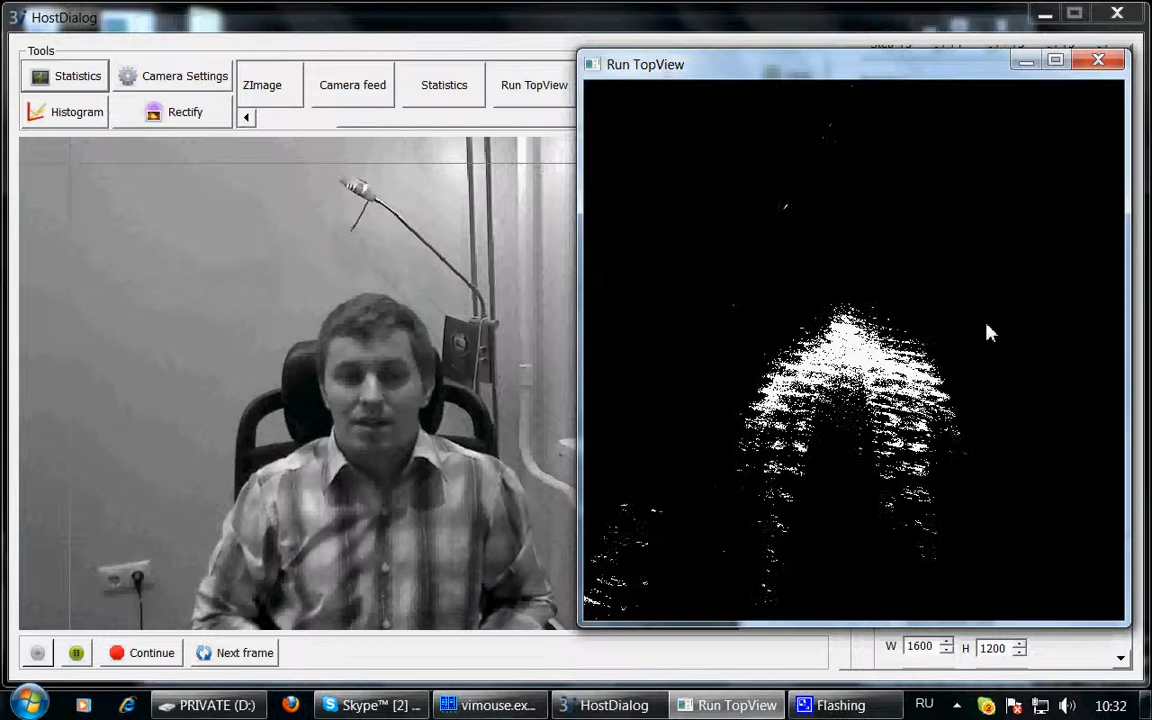 HostDialog
Tools
Statistics
Camera Settings
ZImage
Camera feed
Statistics
Run TopView
Histogram
Rectify
Run TopView
Continue
Next frame
W 1600 H 1200
PRIVATE (D:)
Skype™ [2] ...
vimouse.ex...
HostDialog
Run TopView
Flashing
RU
10:32